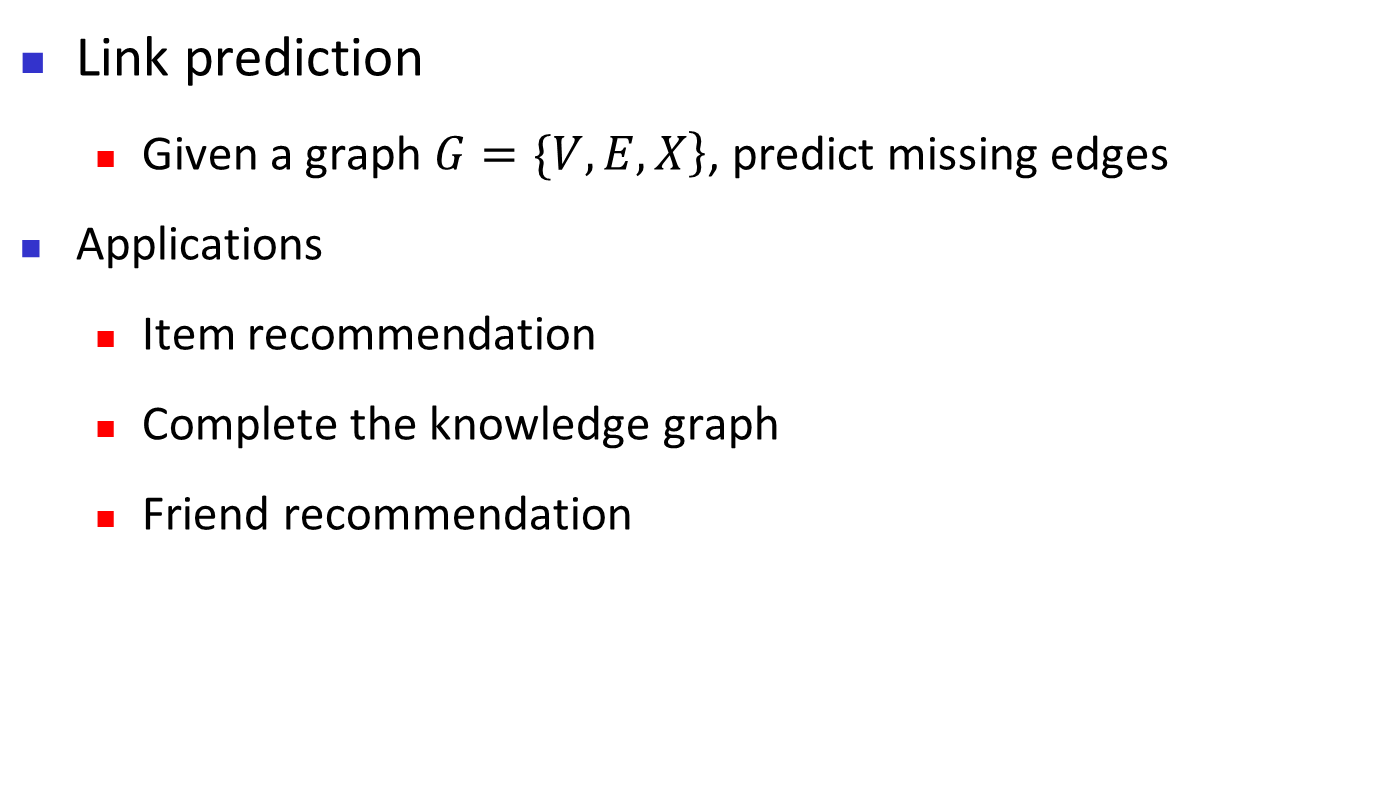 Link prediction
Given a graph G = {V, E, X}, predict missing edges
Applications
Item recommendation
Complete the knowledge graph
Friend recommendation